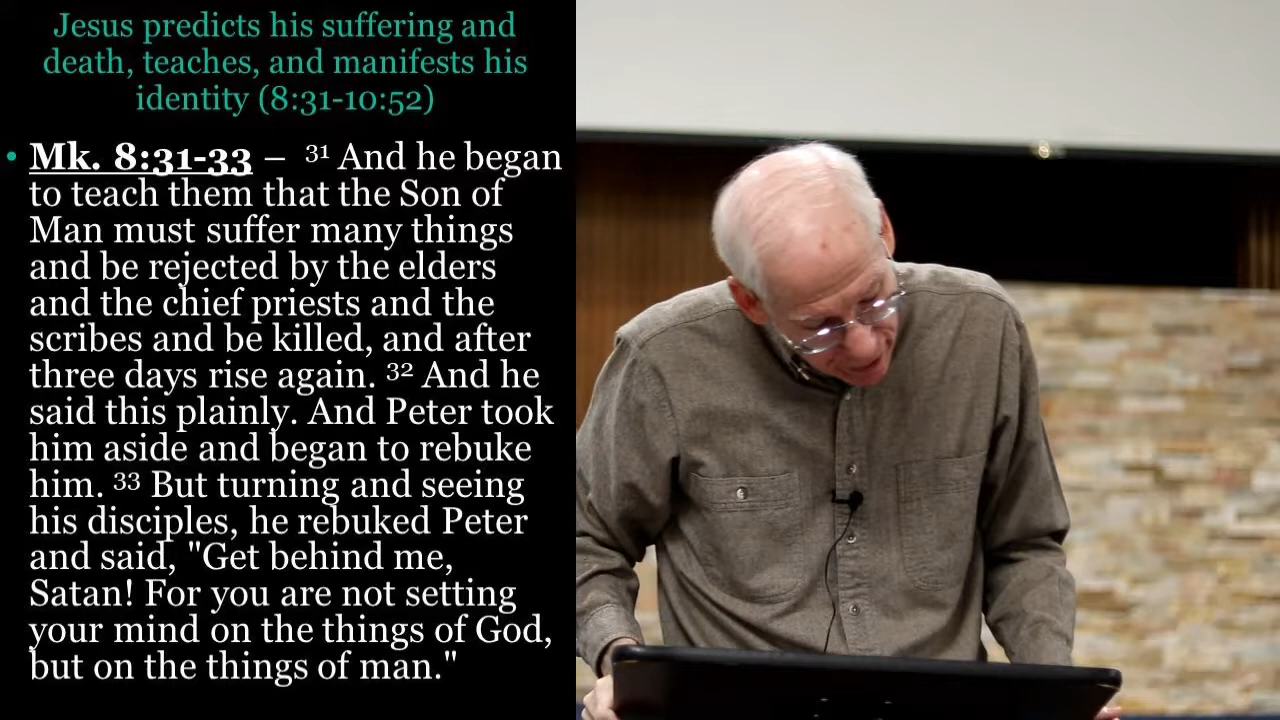 Jesus predicts his suffering and
death, teaches, and manifests his
identity (8:31-10:52)
• Mk. 8:31-33 – 31 And he began
to teach them that the Son of
Man must suffer many things
and be rejected by the elders
and the chief priests and the
scribes and be killed, and after
three days rise again. 32 And he
said this plainly. And Peter took
him aside and began to rebuke
him. 33 But turning and seeing
his disciples, he rebuked Peter
and said, "Get behind me,
Satan! For you are not setting
your mind on the things of God,
but on the things of man."